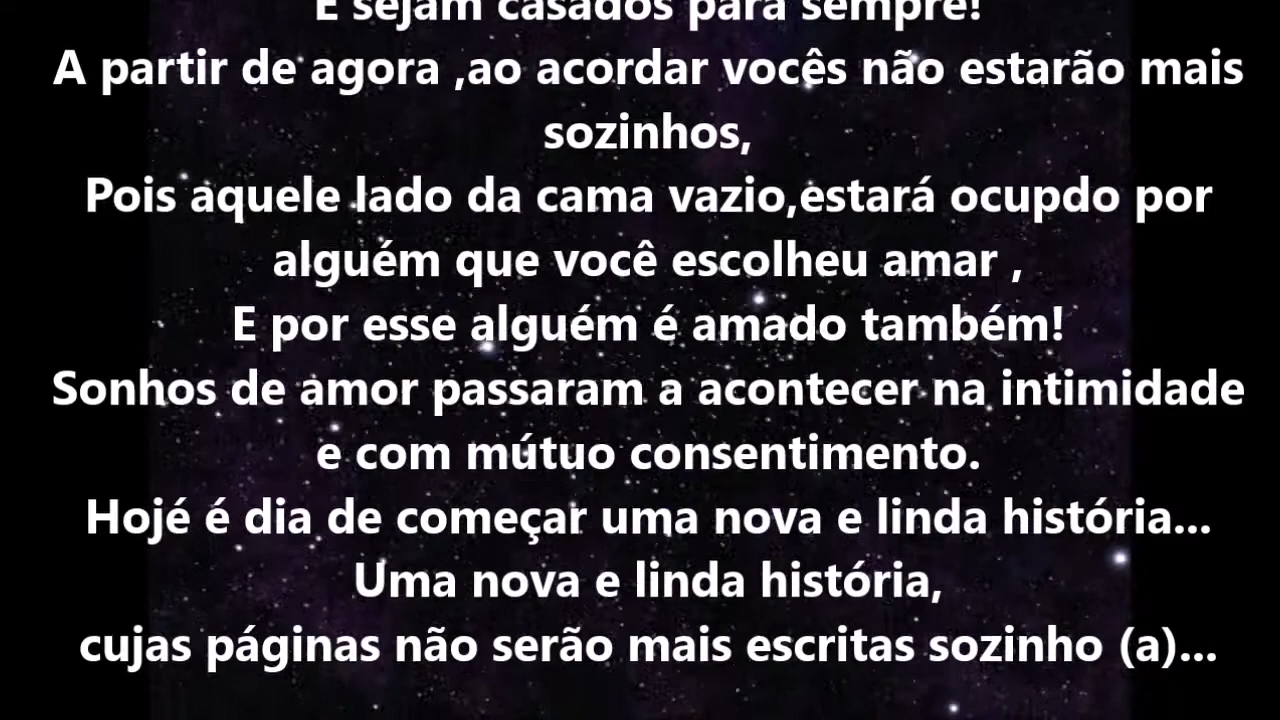 E sejam casados para sempre!
A partir de agora ,ao acordar vocês não estarão mais
sozinhos,
Pois aquele lado da cama vazio,estará ocupdo por
alguém que você escolheu amar ,
E por esse alguém é amado também!
Sonhos de amor passaram a acontecer na intimidade
e com mútuo consentimento.
Hojé é dia de começar uma nova e linda história...
Uma nova e linda história,
cujas páginas não serão mais escritas sozinho (a)...